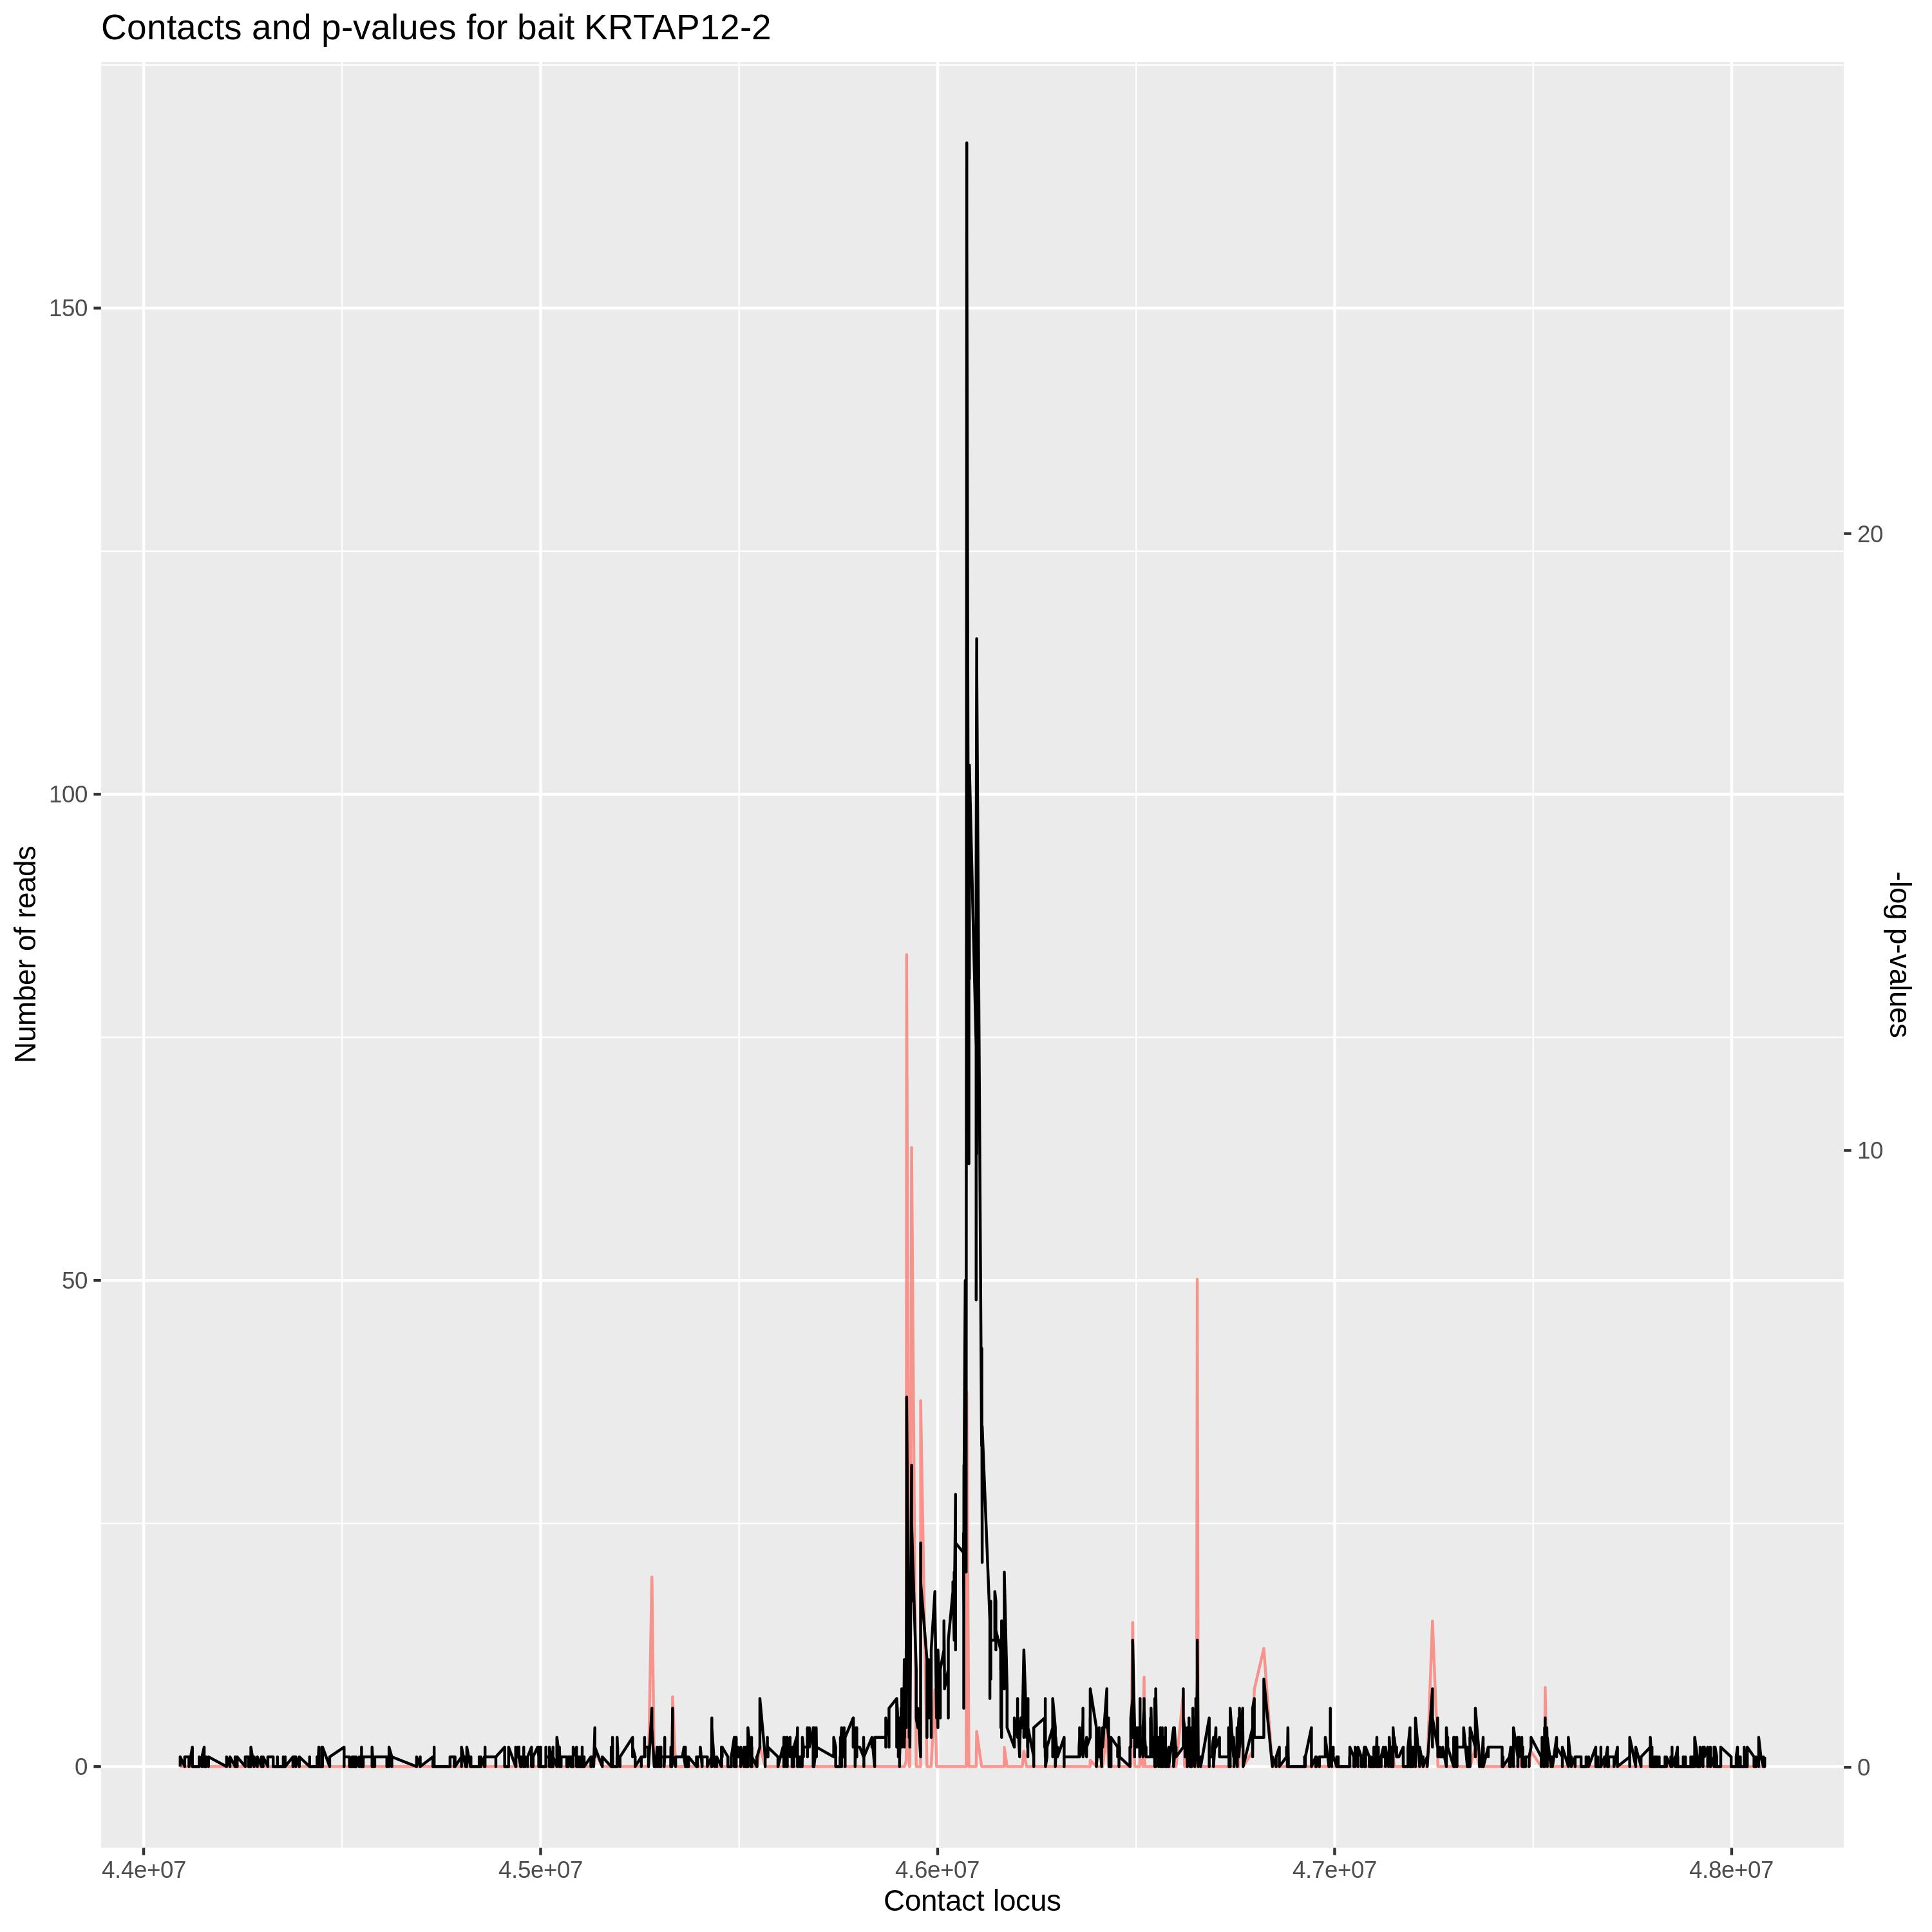 Contacts and p-values for bait KRTAP12-2
Number of reads
150
100
50
0
20
10
0
-log p-values
4.4e+07 4.5e+07 4.6e+07 4.7e+07 4.8e+07
Contact locus